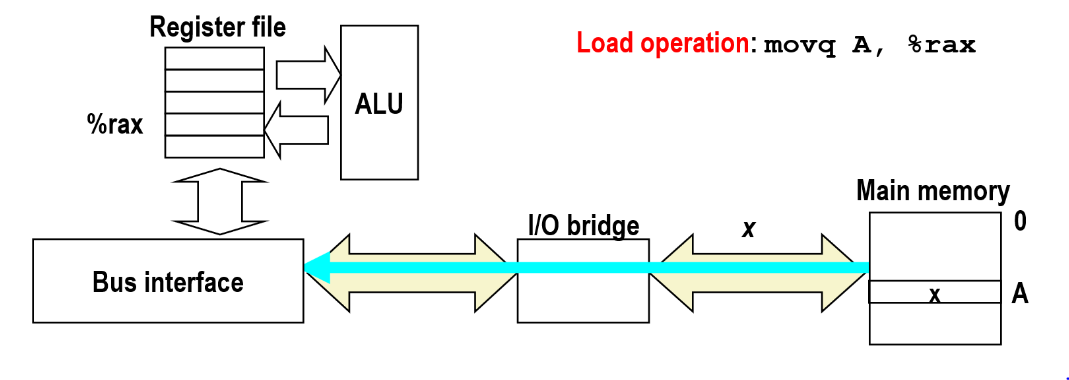 Register file
Load operation: movq A, %rax
ALU
%rax
Main memory
I/O bridge
x
0
Bus interface
x
A